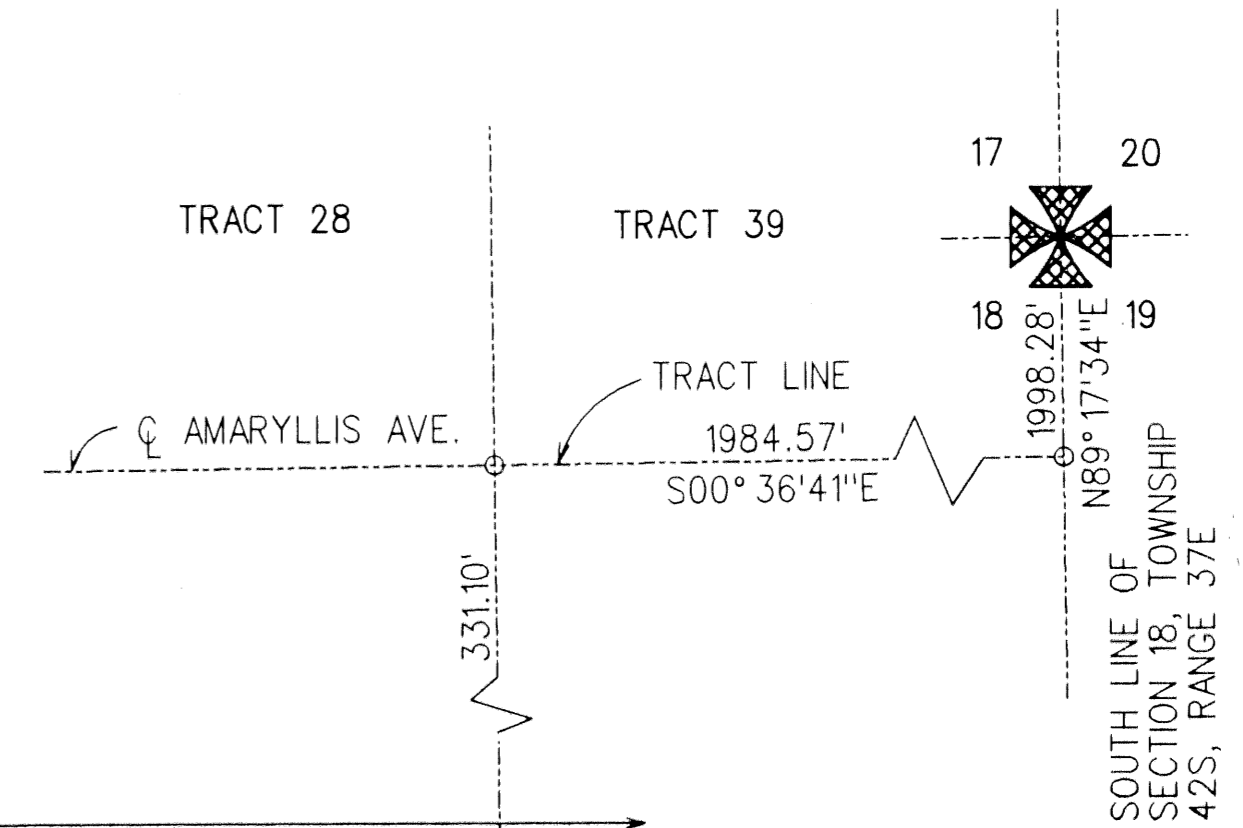 17
20
TRACT 28
TRACT 39
18
19
1998.28'
N89°17'34"E
TRACT LINE
℄ AMARYLLIS AVE.
1984.57'
S00°36'41"E
331.10'
SOUTH LINE OF
SECTION 18, TOWNSHIP
42S, RANGE 37E